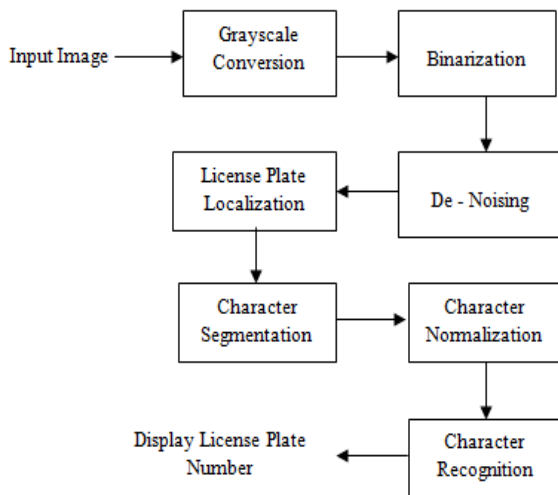 Input Image
Grayscale
Conversion
Binarization
De - Noising
License Plate
Localization
Character
Segmentation
Character
Normalization
Character
Recognition
Display License Plate
Number